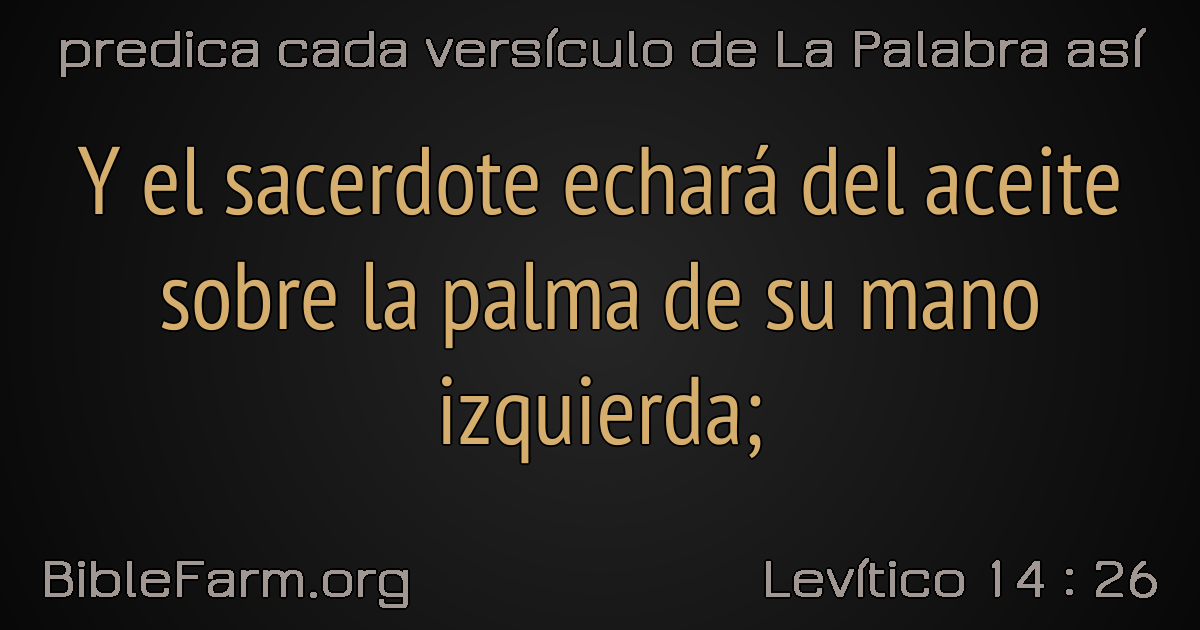 predica cada versículo de La Palabra así
Y el sacerdote echará del aceite
sobre la palma de su mano
izquierda;
BibleFarm.org
Levítico 14 : 26